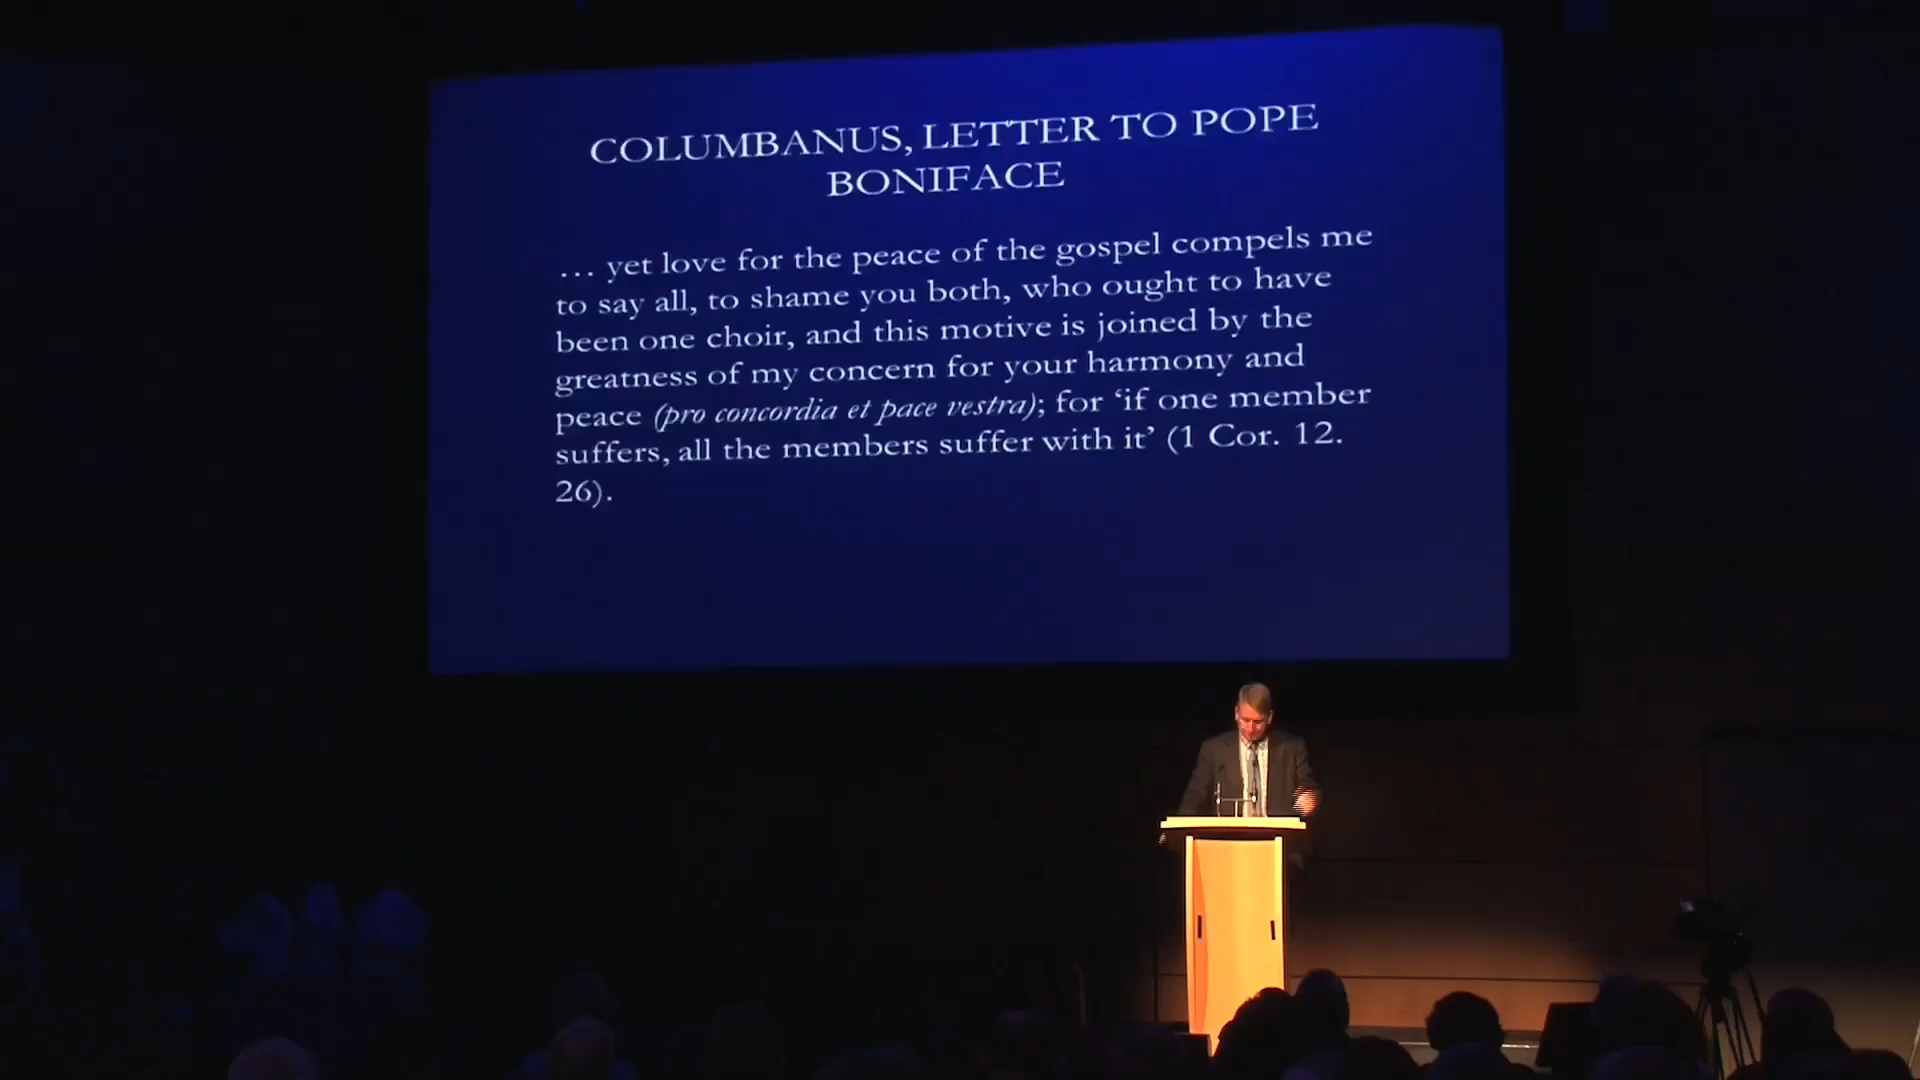 COLUMBANUS, LETTER TO POPE
BONIFACE
… yet love for the peace of the gospel compels me
to say all, to shame you both, who ought to have
been one choir, and this motive is joined by the
greatness of my concern for your harmony and
peace (pro concordia et pace vestra); for ‘if one member
suffers, all the members suffer with it’ (1 Cor. 12.
26).